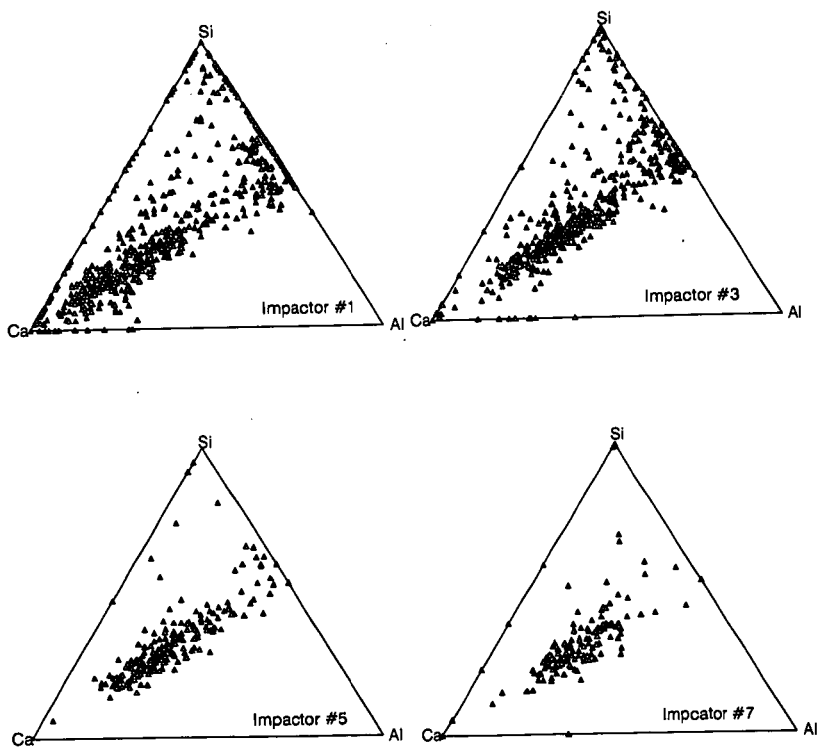 Si
Si
Impactor #1
Impactor #3
Ca
Al
Ca
Al
Si
Si
Impactor #5
Impcator #7
Ca
Al
Ca
Al